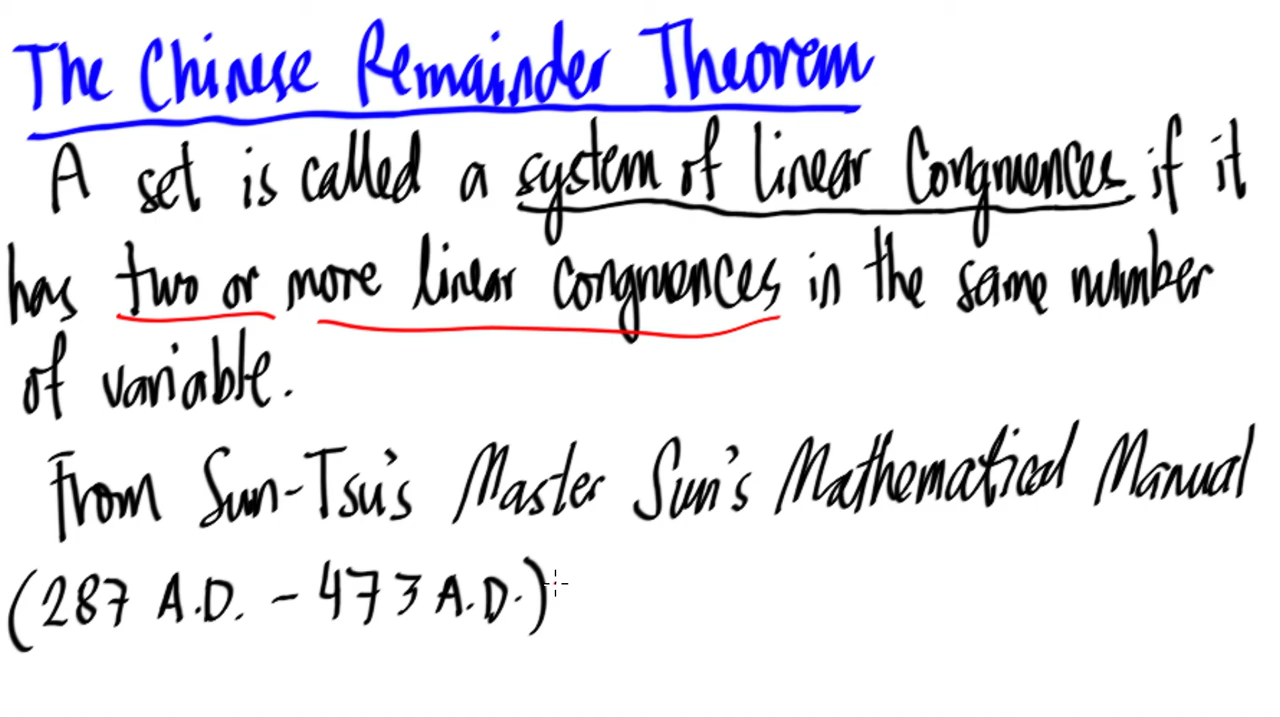 The Chinese Remainder Theorem
A set is called a system of linear Congruences if it
has two or more linear congruences in the same number
of variable.
From Sun-Tsu's Master Sun's Mathematical Manual
(287 A.D. - 473 A.D.)